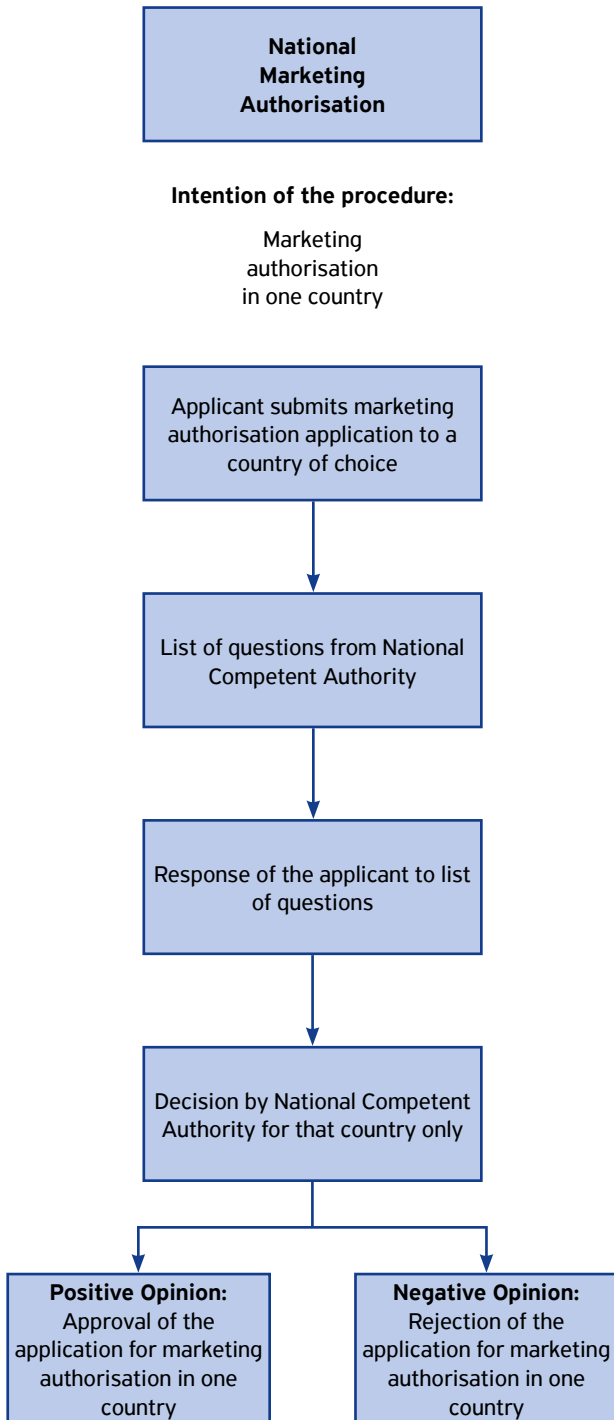 National
Marketing
Authorisation
Intention of the procedure:
Marketing
authorisation
in one country
Applicant submits marketing
authorisation application to a
country of choice
List of questions from National
Competent Authority
Response of the applicant to list
of questions
Decision by National Competent
Authority for that country only
Positive Opinion:
Approval of the
application for marketing
authorisation in one
country
Negative Opinion:
Rejection of the
application for marketing
authorisation in one
country